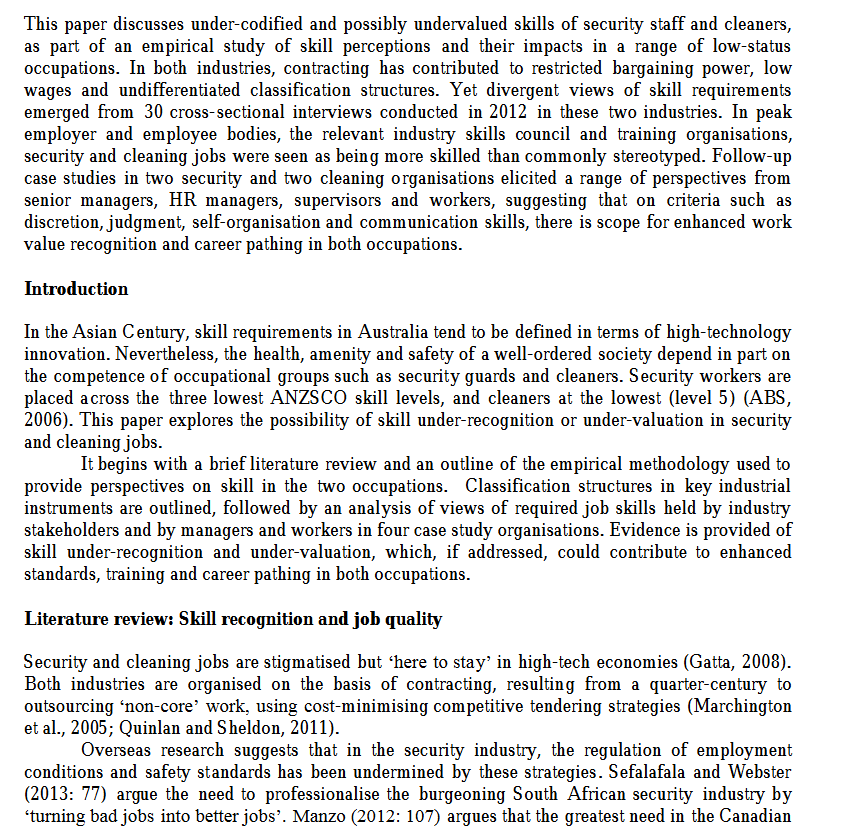 This paper discusses under-codified and possibly undervalued skills of security staff and cleaners,
as part of an empirical study of skill perceptions and their impacts in a range of low-status
occupations. In both industries, contracting has contributed to restricted bargaining power, low
wages and undifferentiated classification structures. Yet divergent views of skill requirements
emerged from 30 cross-sectional interviews conducted in 2012 in these two industries. In peak
employer and employee bodies, the relevant industry skills council and training organisations,
security and cleaning jobs were seen as being more skilled than commonly stereotyped. Follow-up
case studies in two security and two cleaning organisations elicited a range of perspectives from
senior managers, HR managers, supervisors and workers, suggesting that on criteria such as
discretion, judgment, self-organisation and communication skills, there is scope for enhanced work
value recognition and career pathing in both occupations.
Introduction
In the Asian Century, skill requirements in Australia tend to be defined in terms of high-technology
innovation. Nevertheless, the health, amenity and safety of a well-ordered society depend in part on
the competence of occupational groups such as security guards and cleaners. Security workers are
placed across the three lowest ANZSCO skill levels, and cleaners at the lowest (level 5) (ABS,
2006). This paper explores the possibility of skill under-recognition or under-valuation in security
and cleaning jobs.
It begins with a brief literature review and an outline of the empirical methodology used to
provide perspectives on skill in the two occupations. Classification structures in key industrial
instruments are outlined, followed by an analysis of views of required job skills held by industry
stakeholders and by managers and workers in four case study organisations. Evidence is provided of
skill under-recognition and under-valuation, which, if addressed, could contribute to enhanced
standards, training and career pathing in both occupations.
Literature review: Skill recognition and job quality
Security and cleaning jobs are stigmatised but ‘here to stay’ in high-tech economies (Gatta, 2008).
Both industries are organised on the basis of contracting, resulting from a quarter-century to
outsourcing ‘non-core’ work, using cost-minimising competitive tendering strategies (Marchington
et al., 2005; Quinlan and Sheldon, 2011).
Overseas research suggests that in the security industry, the regulation of employment
conditions and safety standards has been undermined by these strategies. Sefalafala and Webster
(2013: 77) argue the need to professionalise the burgeoning South African security industry by
‘turning bad jobs into better jobs’. Manzo (2012: 107) argues that the greatest need in the Canadian